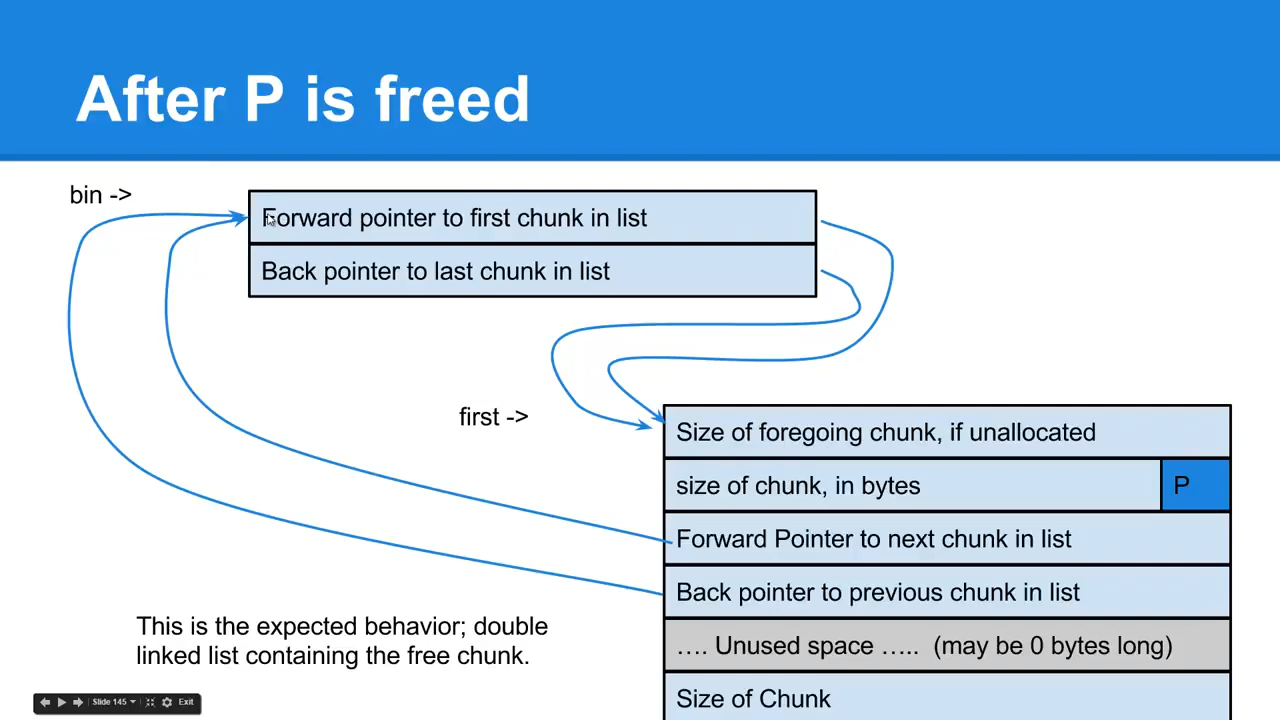 After P is freed
bin ->
Forward pointer to first chunk in list
Back pointer to last chunk in list
first ->
Size of foregoing chunk, if unallocated
size of chunk, in bytes
P
Forward Pointer to next chunk in list
Back pointer to previous chunk in list
…. Unused space ….. (may be 0 bytes long)
Size of Chunk
This is the expected behavior; double
linked list containing the free chunk.
Slide 145
Exit